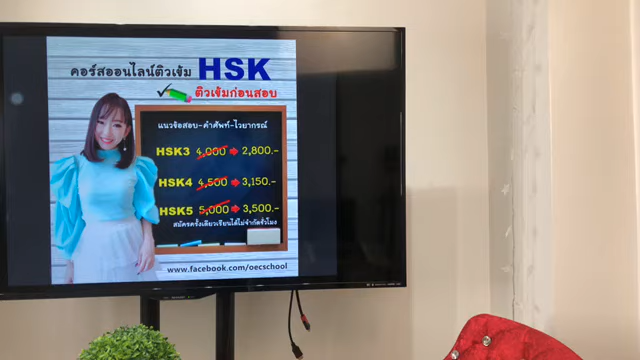 คอร์สออนไลน์ติวเข้ม HSK
ติวเข้มก่อนสอบ
แนวข้อสอบ-คำศัพท์-ไวยากรณ์
HSK3 4,000 2,800.-
HSK4 4,500 3,150.-
HSK5 5,000 3,500.-
สมัครครั้งเดียวเรียนได้ไม่จำกัดชั่วโมง
www.facebook.com/oecschool